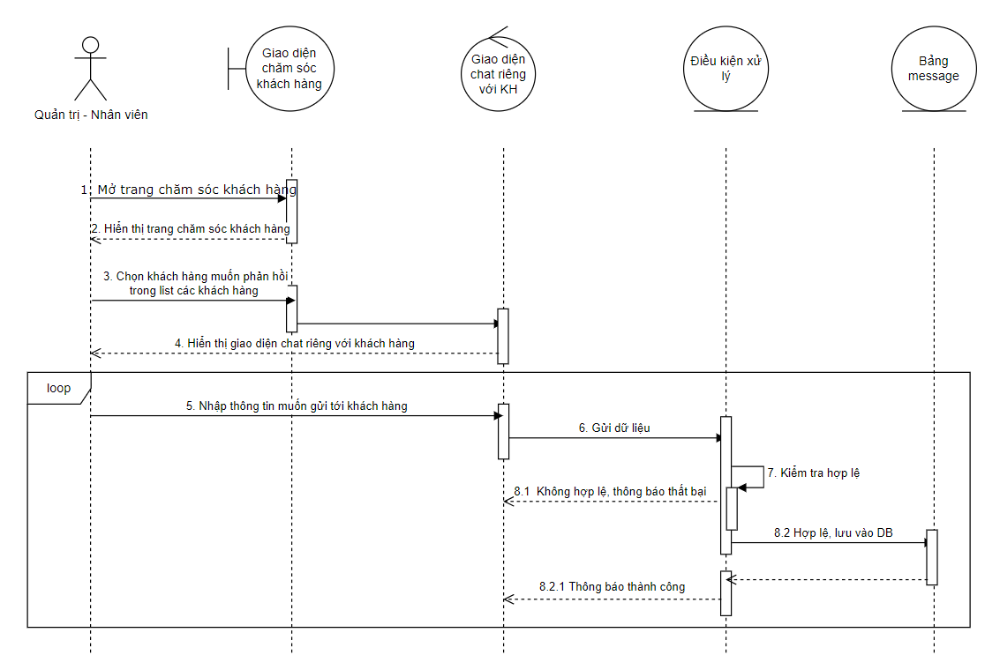 Giao diện
chăm sóc
khách hàng
Giao diện
chat riêng
với KH
Điều kiện xử
lý
Bảng
message
Quản trị - Nhân viên
1. Mở trang chăm sóc khách hàng
2. Hiển thị trang chăm sóc khách hàng
3. Chọn khách hàng muốn phản hồi
trong list các khách hàng
4. Hiển thị giao diện chat riêng với khách hàng
loop
5. Nhập thông tin muốn gửi tới khách hàng
6. Gửi dữ liệu
7. Kiểm tra hợp lệ
8.1 Không hợp lệ, thông báo thất bại
8.2 Hợp lệ, lưu vào DB
8.2.1 Thông báo thành công